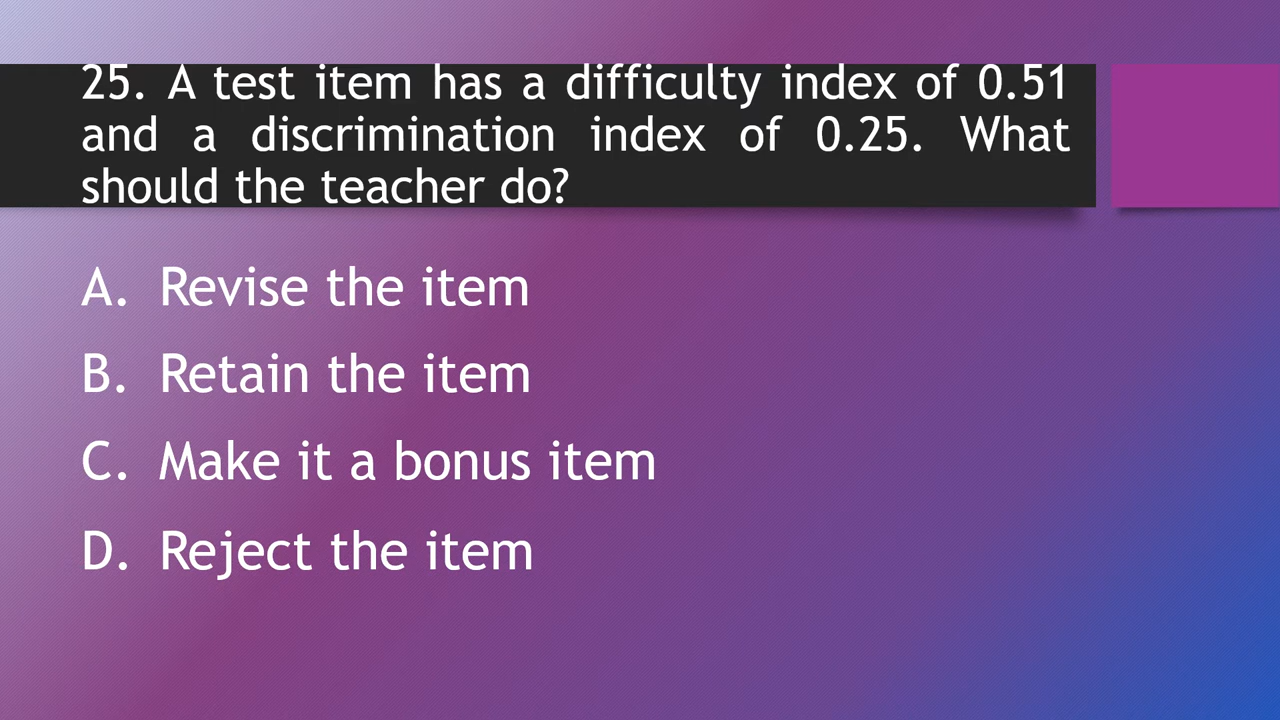 25. A test item has a difficulty index of 0.51
and a discrimination index of 0.25. What
should the teacher do?
A. Revise the item
B. Retain the item
C. Make it a bonus item
D. Reject the item